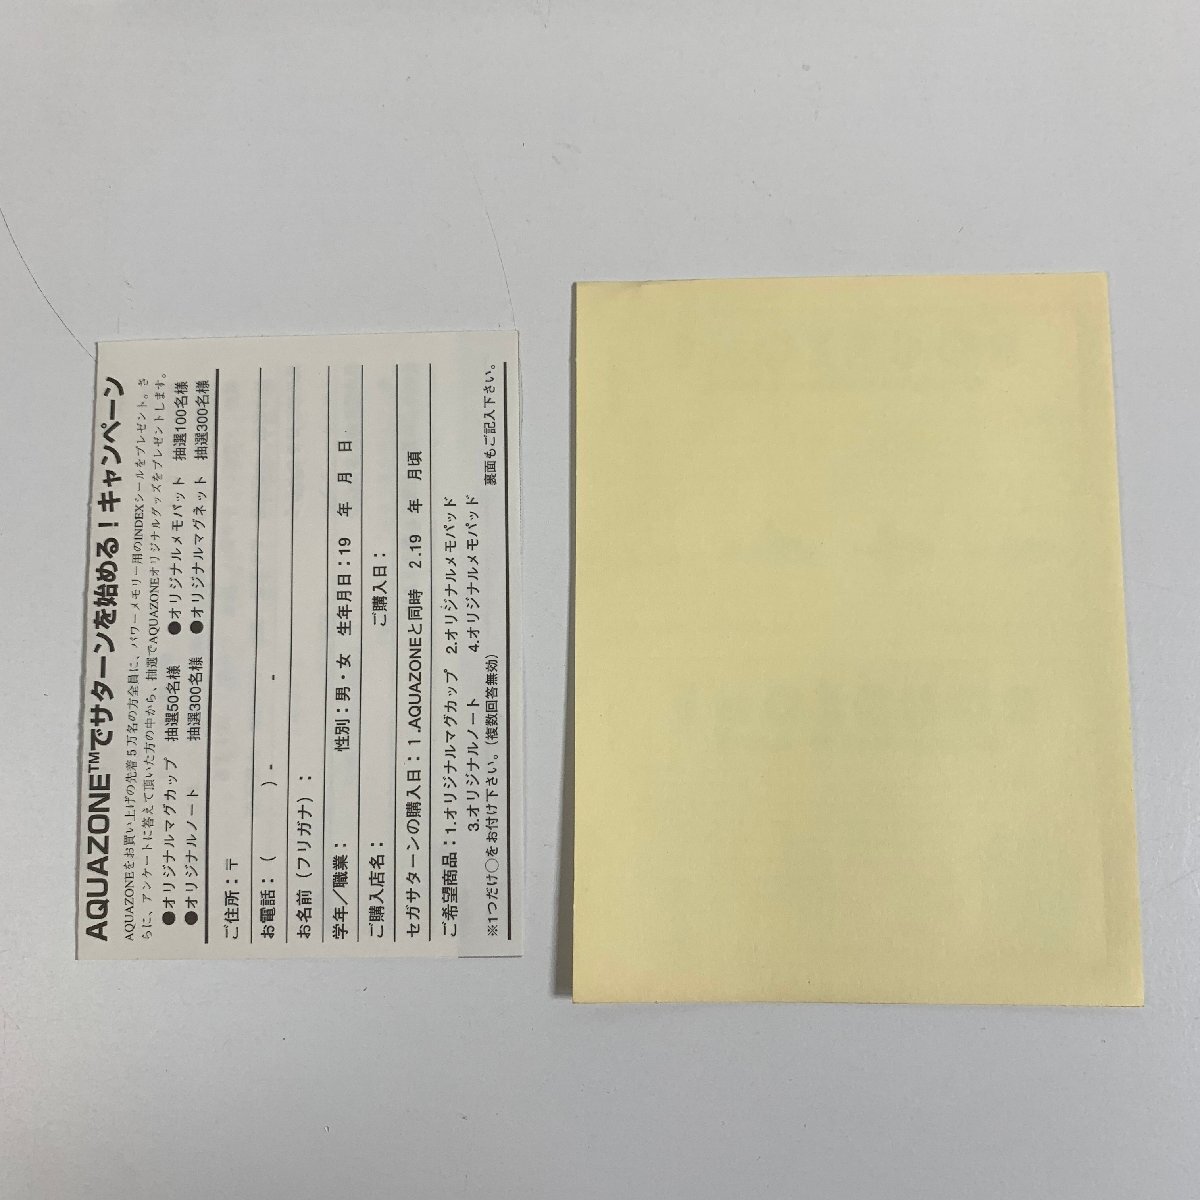 AQUAZONE™でサターンを始める！キャンペーン
AQUAZONEをお買い上げの先着5万名の方全員に、パワーメモリー用のINDEXシールをプレゼント。さ
らに、アンケートに答えて頂いた方の中から、抽選でAQUAZONEオリジナルグッズをプレゼントします。
●オリジナルマグカップ 抽選50名様 ●オリジナルメモパット 抽選100名様
●オリジナルノート 抽選300名様 ●オリジナルマグネット 抽選300名様
ご住所：〒
お電話：( )- -
お名前（フリガナ）：
学年／職業： 性別：男・女 生年月日：19 年 月 日
ご購入店名： ご購入日：
セガサターンの購入日：1.AQUAZONEと同時 2.19 年 月頃
ご希望商品：1.オリジナルマグカップ 2.オリジナルメモパッド
3.オリジナルノート 4.オリジナルメモパッド
※1つだけ○をお付け下さい。（複数回答無効） 裏面もご記入下さい。